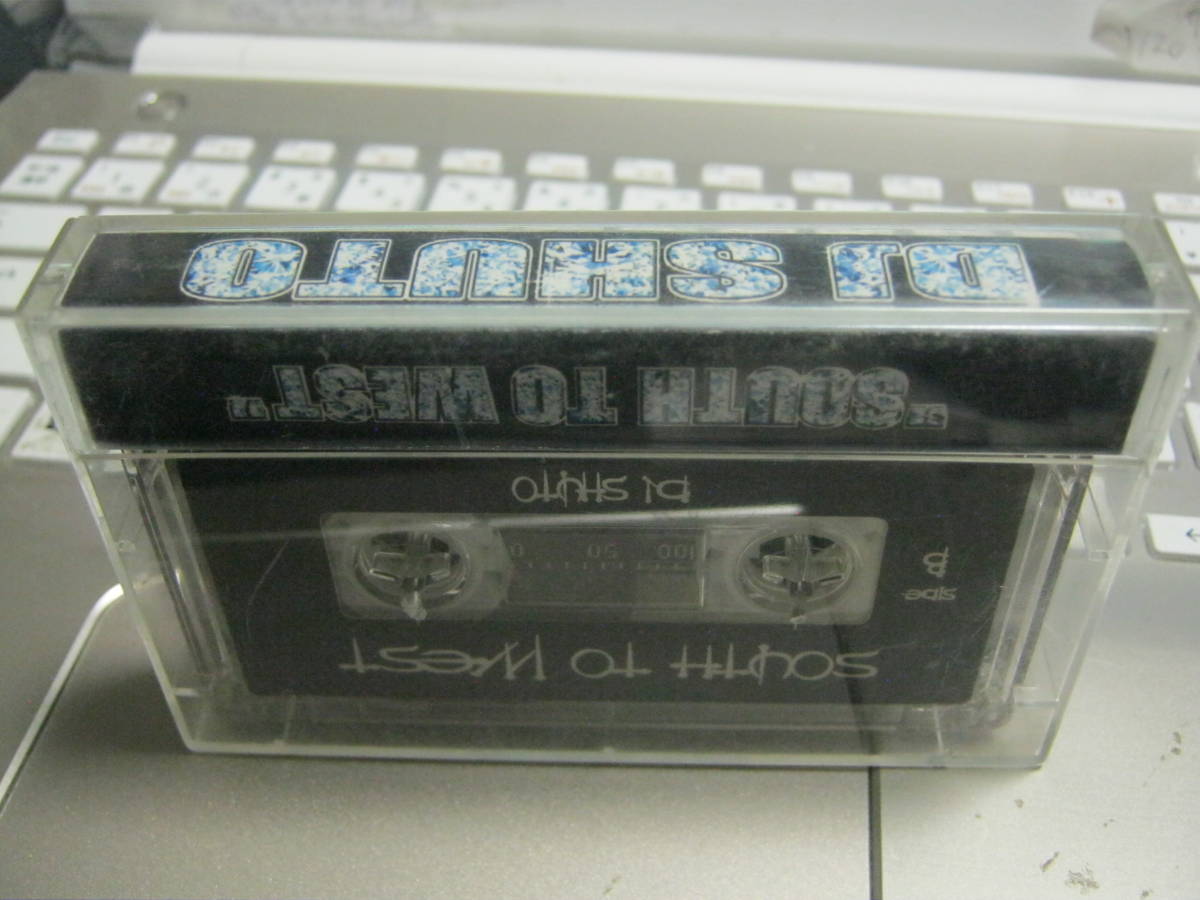 DJ SHUTO
"SOUTH TO WEST"
SOUTH TO WEST
side
B
100 50 0
DJ SHUTO